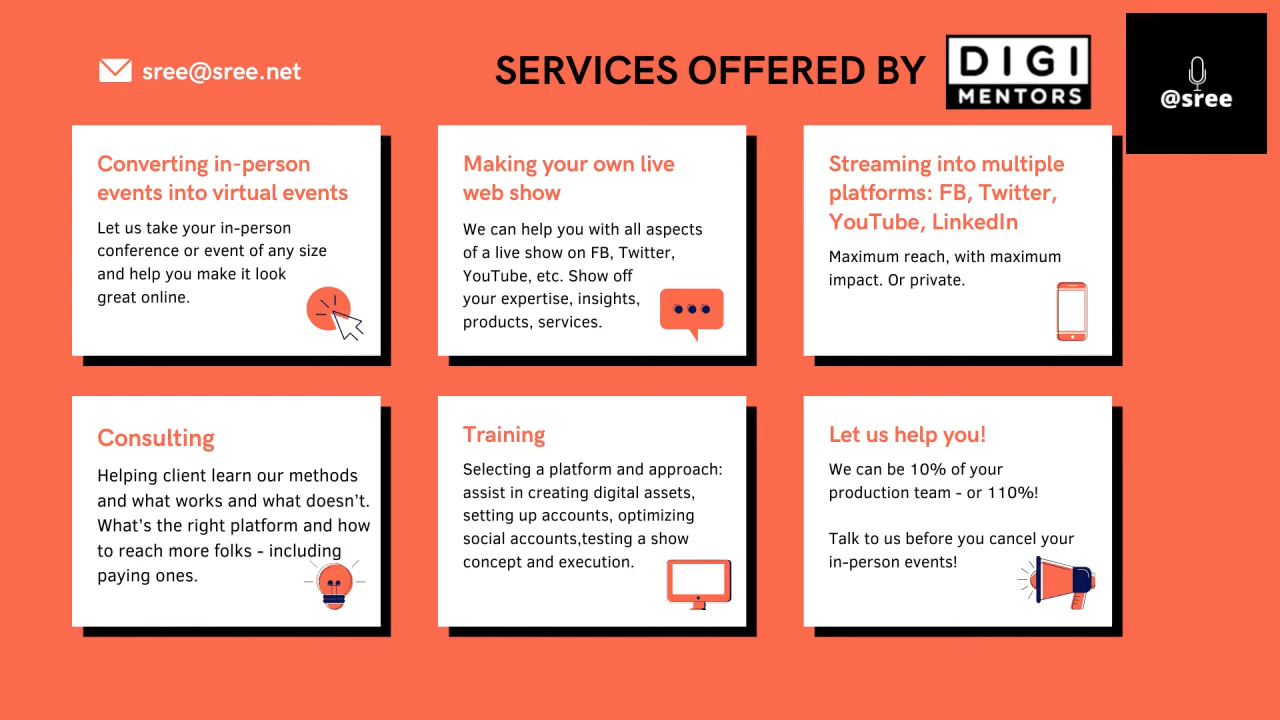 sree@sree.net
SERVICES OFFERED BY
DIGI
MENTORS
@sree
Converting in-person
events into virtual events
Let us take your in-person
conference or event of any size
and help you make it look
great online.
Making your own live
web show
We can help you with all aspects
of a live show on FB, Twitter,
YouTube, etc. Show off
your expertise, insights,
products, services.
Streaming into multiple
platforms: FB, Twitter,
YouTube, LinkedIn
Maximum reach, with maximum
impact. Or private.
Consulting
Helping client learn our methods
and what works and what doesn't.
What's the right platform and how
to reach more folks - including
paying ones.
Training
Selecting a platform and approach:
assist in creating digital assets,
setting up accounts, optimizing
social accounts,testing a show
concept and execution.
Let us help you!
We can be 10% of your
production team - or 110%!
Talk to us before you cancel your
in-person events!